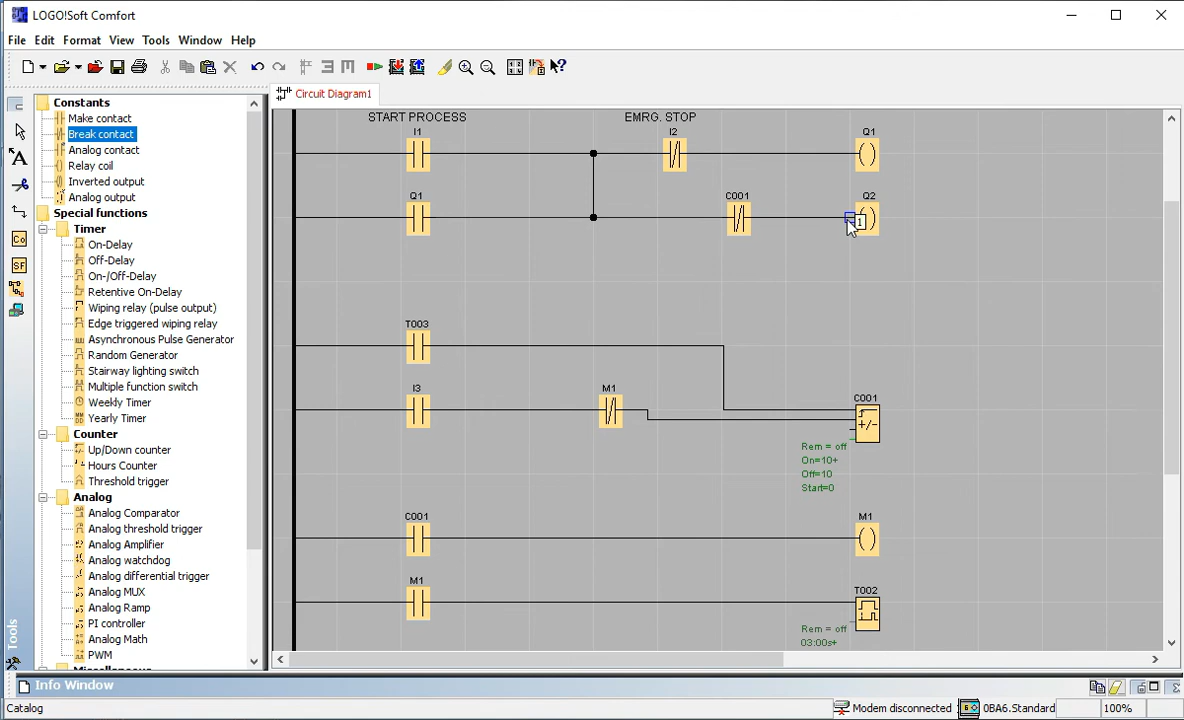 LOGO!Soft Comfort
File Edit Format View Tools Window Help
Circuit Diagram1
Co
SF
Tools
Constants
Make contact
Break contact
Analog contact
Relay coil
Inverted output
Analog output
Special functions
Timer
On-Delay
Off-Delay
On-/Off-Delay
Retentive On-Delay
Wiping relay (pulse output)
Edge triggered wiping relay
Asynchronous Pulse Generator
Random Generator
Stairway lighting switch
Multiple function switch
Weekly Timer
Yearly Timer
Counter
Up/Down counter
Hours Counter
Threshold trigger
Analog
Analog Comparator
Analog threshold trigger
Analog Amplifier
Analog watchdog
Analog differential trigger
Analog MUX
Analog Ramp
PI controller
Analog Math
PWM
START PROCESS EMRG. STOP
I1 I2 Q1
Q1 C001 Q2
1
T003
I3 M1 C001
+/-
Rem = off
On=10+
Off=10
Start=0
C001 M1
M1 T002
Rem = off
03:00s+
Info Window
Catalog Modem disconnected 0BA6.Standard 100%